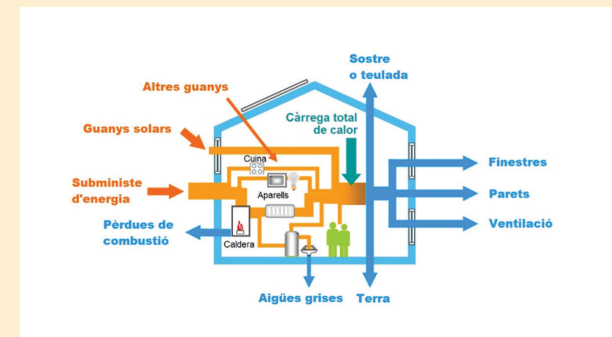 Sostre
o teulada
Altres guanys
Càrrega total
de calor
Guanys solars
Cuina
Finestres
Subministe
d'energia
Aparells
Parets
Pèrdues de
combustió
Caldera
Ventilació
Aigües grises
Terra